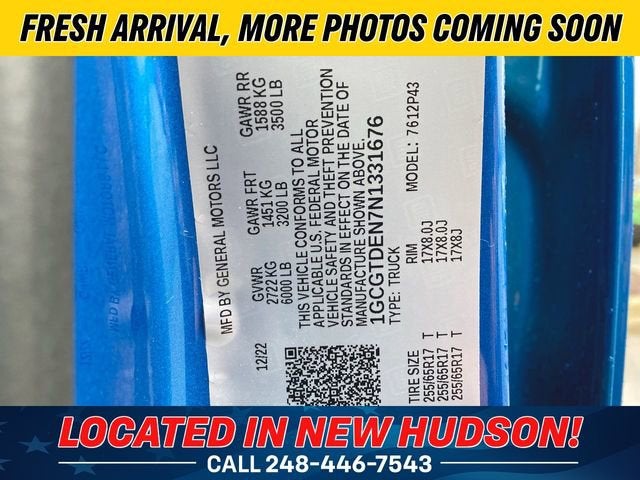 FRESH ARRIVAL, MORE PHOTOS COMING SOON
MFD BY GENERAL MOTORS LLC
12/22
GVWR
2722 KG
6000 LB
GAWR FRT
1451 KG
3200 LB
GAWR RR
1588 KG
3500 LB
THIS VEHICLE CONFORMS TO ALL
APPLICABLE U.S. FEDERAL MOTOR
VEHICLE SAFETY AND THEFT PREVENTION
STANDARDS IN EFFECT ON THE DATE OF
MANUFACTURE SHOWN ABOVE.
1GCGTDEN7N1331676
TYPE: TRUCK MODEL: 7612P43
TIRE SIZE RIM
255/65R17 T 17X8.0J
255/65R17 T 17X8.0J
255/65R17 T 17X8J
LOCATED IN NEW HUDSON!
CALL 248-446-7543